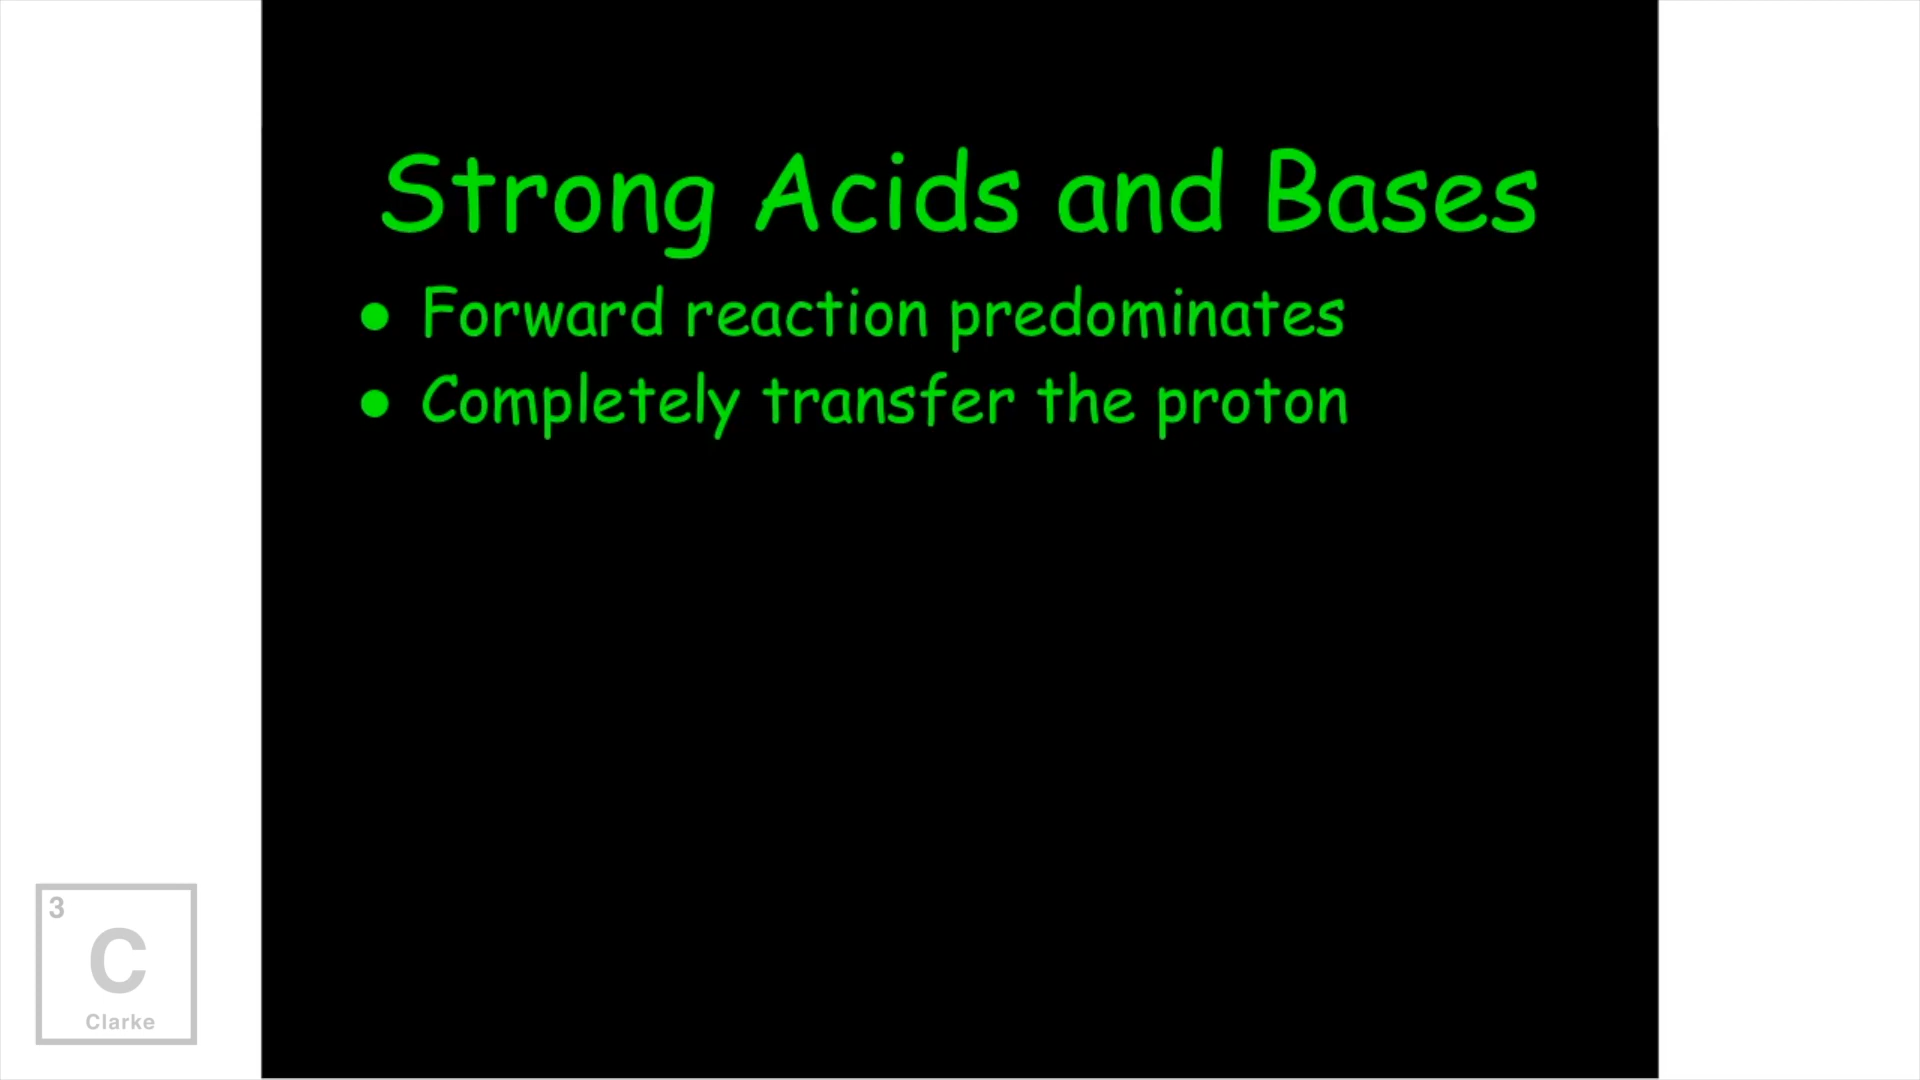 Strong Acids and Bases
● Forward reaction predominates
● Completely transfer the proton
3
C
Clarke